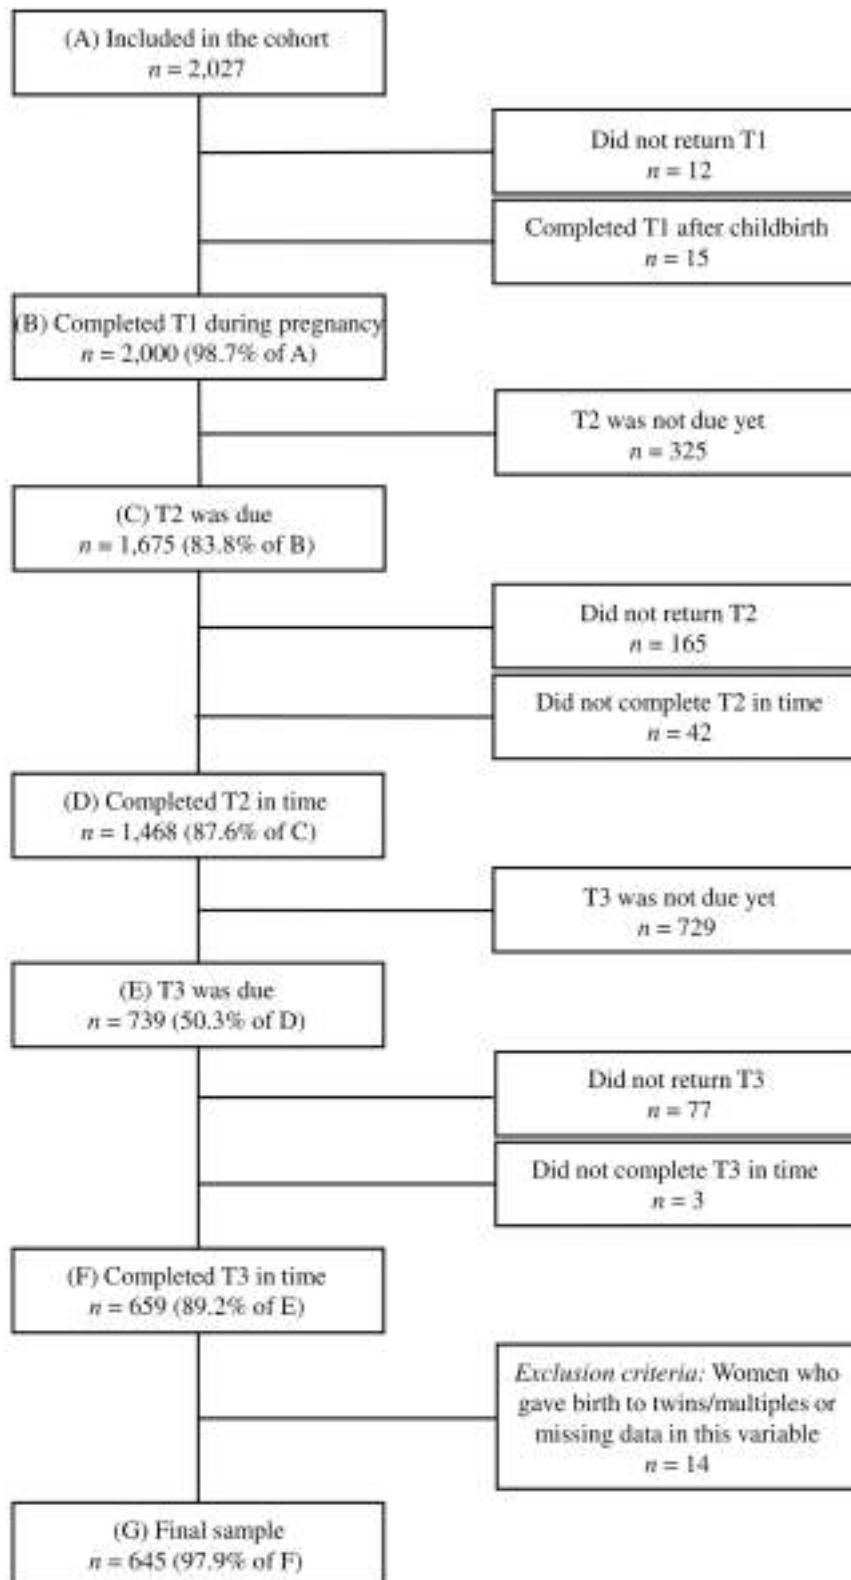 (A) Included in the cohort
n = 2,027
Did not return T1
n = 12
Completed T1 after childbirth
n = 15
(B) Completed T1 during pregnancy
n = 2,000 (98.7% of A)
T2 was not due yet
n = 325
(C) T2 was due
n = 1,675 (83.8% of B)
Did not return T2
n = 165
Did not complete T2 in time
n = 42
(D) Completed T2 in time
n = 1,468 (87.6% of C)
T3 was not due yet
n = 729
(E) T3 was due
n = 739 (50.3% of D)
Did not return T3
n = 77
Did not complete T3 in time
n = 3
(F) Completed T3 in time
n = 659 (89.2% of E)
Exclusion criteria: Women who
gave birth to twins/multiples or
missing data in this variable
n = 14
(G) Final sample
n = 645 (97.9% of F)